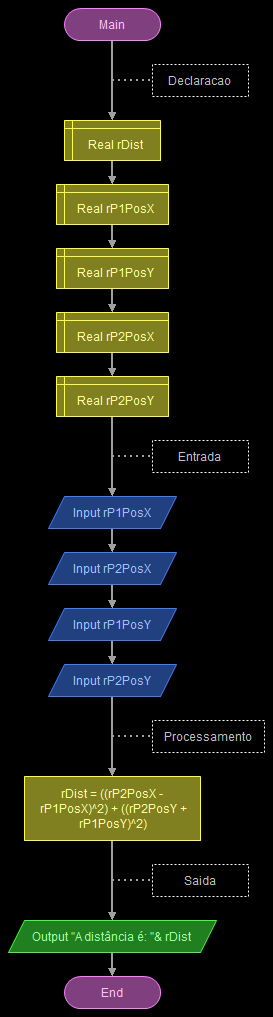 Main
Declaracao
Real rDist
Real rP1PosX
Real rP1PosY
Real rP2PosX
Real rP2PosY
Entrada
Input rP1PosX
Input rP2PosX
Input rP1PosY
Input rP2PosY
Processamento
rDist = ((rP2PosX -
rP1PosX)^2) + ((rP2PosY +
rP1PosY)^2)
Saida
Output "A distância é: "& rDist
End